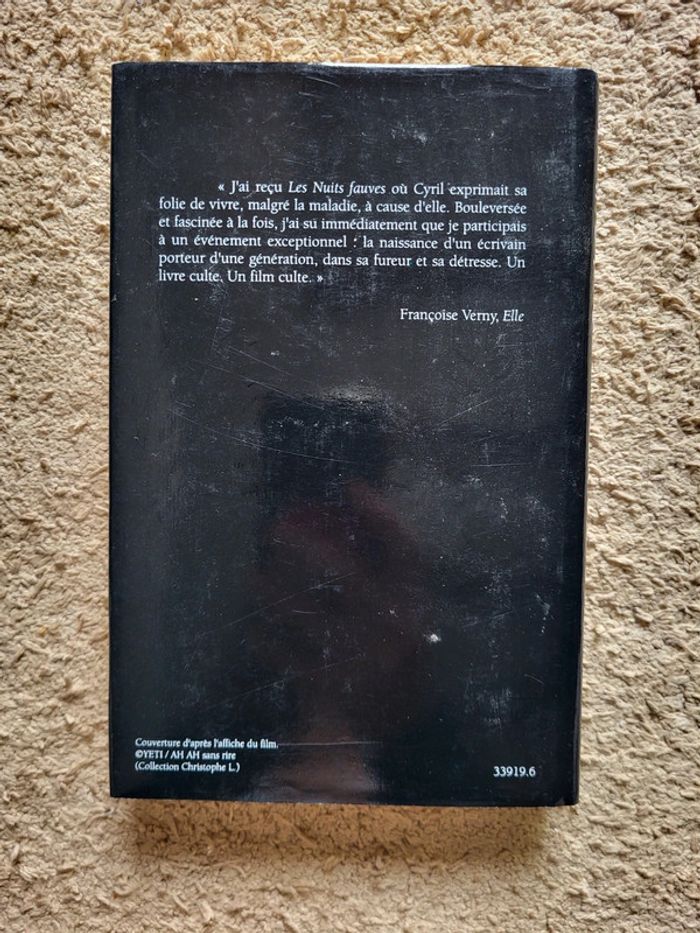 « J'ai reçu Les Nuits fauves où Cyril exprimait sa
folie de vivre, malgré la maladie, à cause d'elle. Bouleversée
et fascinée à la fois, j'ai su immédiatement que je participais
à un événement exceptionnel : la naissance d'un écrivain
porteur d'une génération, dans sa fureur et sa détresse. Un
livre culte. Un film culte. »
Françoise Verny, Elle
Couverture d'après l'affiche du film.
©YETI / AH AH sans rire
(Collection Christophe L.)
33919.6